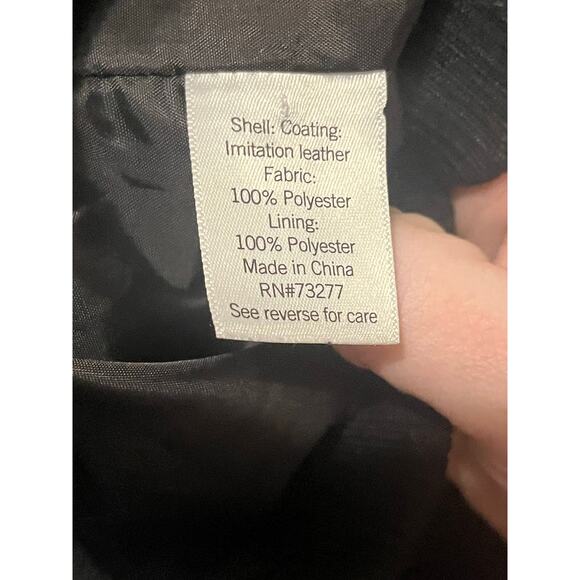 Shell: Coating:
Imitation leather
Fabric:
100% Polyester
Lining:
100% Polyester
Made in China
RN#73277
See reverse for care